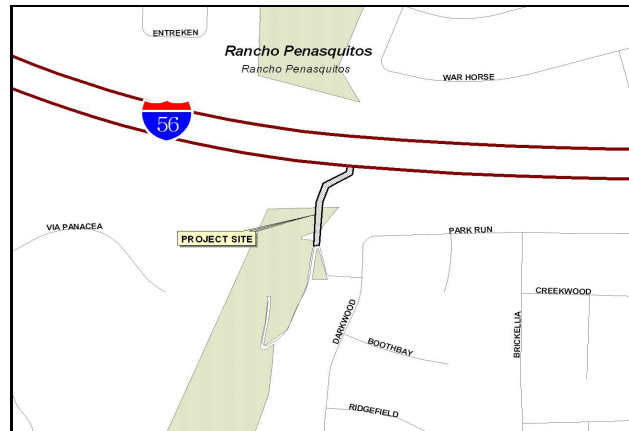 ENTREKEN
Rancho Penasquitos
Rancho Penasquitos
WAR HORSE
56
VIA PANACEA
PROJECT SITE
PARK RUN
CREEKWOOD
DARKWOOD
BRICKELLIA
BOOTHBAY
RIDGEFIELD